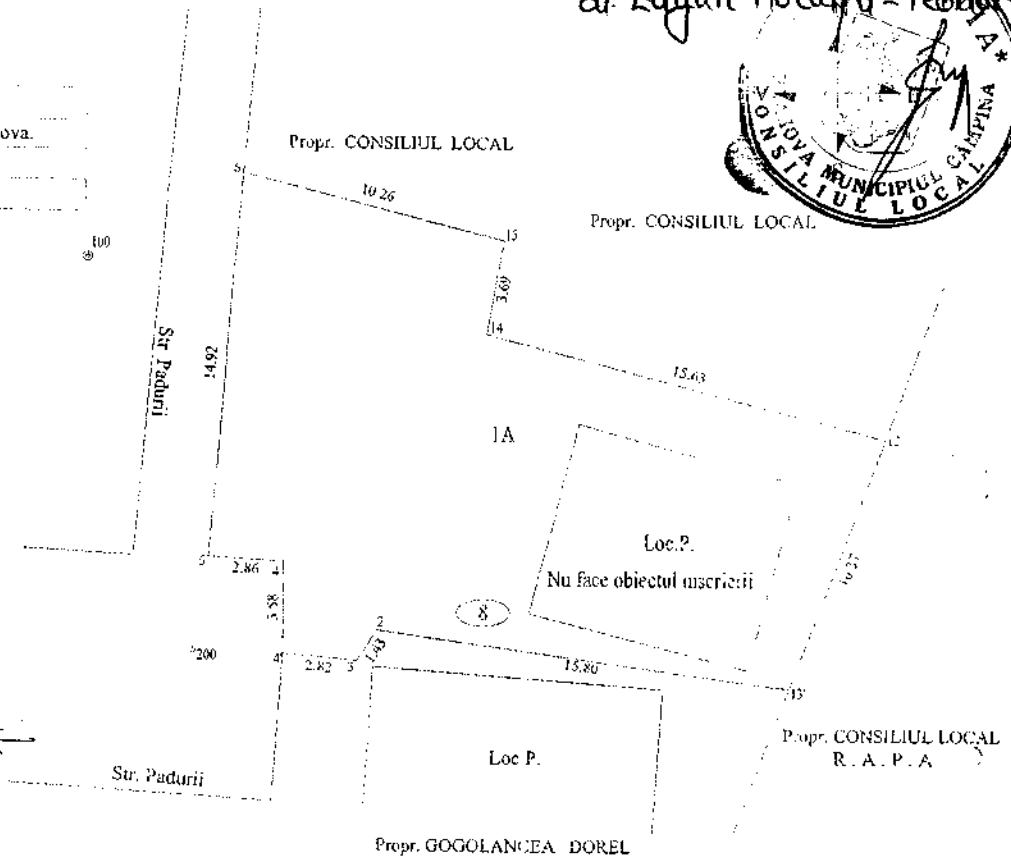 ova.
Propr. CONSILIUL LOCAL
MUNICIPIUL CAMPINA
CONSILIUL LOCAL
Propr. CONSILIUL LOCAL
6
10.26
15
100
3.69
14
Str Padurii
14.92
15.63
12
1A
Loc.P.
Nu face obiectul inscrierii
5
2.86
4
3.58
8
2
200
4
2.82
3
1.43
15.80
13
Propr. CONSILIUL LOCAL
R.A.P.A
Loc P.
Str. Padurii
Propr. GOGOLANCEA DOREL